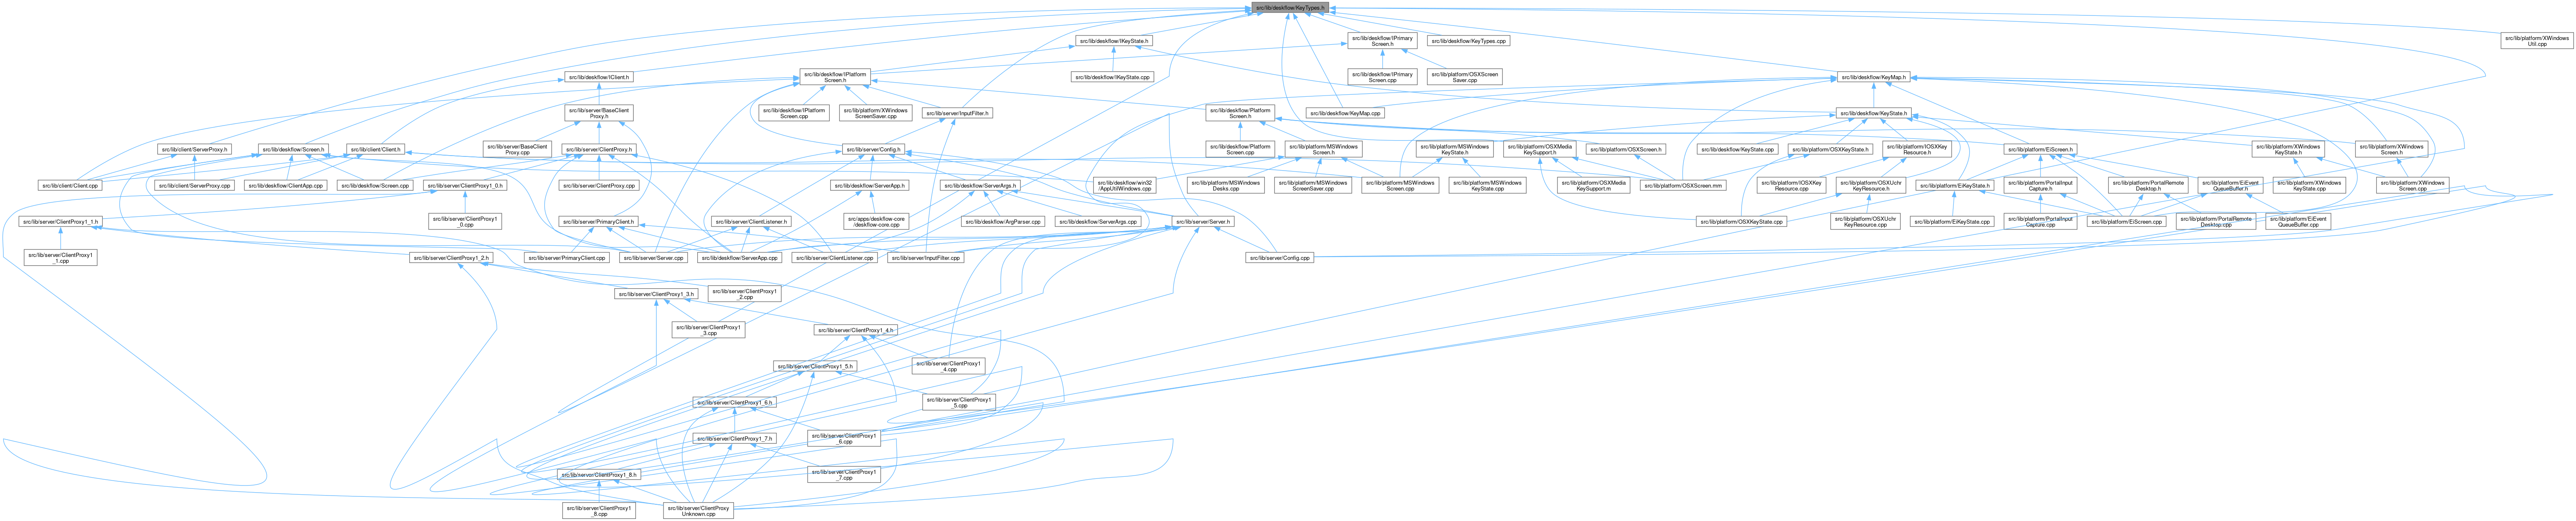 src/lib/deskflow/KeyTypes.h
src/lib/deskflow/IKeyState.h
src/lib/deskflow/IPrimary
Screen.h
src/lib/deskflow/KeyTypes.cpp
src/lib/platform/XWindows
Util.cpp
src/lib/deskflow/IClient.h
src/lib/deskflow/IPlatform
Screen.h
src/lib/deskflow/IKeyState.cpp
src/lib/deskflow/IPrimary
Screen.cpp
src/lib/platform/OSXScreen
Saver.cpp
src/lib/deskflow/KeyMap.h
src/lib/server/BaseClient
Proxy.h
src/lib/deskflow/IPlatform
Screen.cpp
src/lib/platform/XWindows
ScreenSaver.cpp
src/lib/server/InputFilter.h
src/lib/deskflow/Platform
Screen.h
src/lib/deskflow/KeyMap.cpp
src/lib/deskflow/KeyState.h
src/lib/client/ServerProxy.h
src/lib/deskflow/Screen.h
src/lib/client/Client.h
src/lib/server/BaseClient
Proxy.cpp
src/lib/server/ClientProxy.h
src/lib/server/Config.h
src/lib/deskflow/Platform
Screen.cpp
src/lib/platform/MSWindows
Screen.h
src/lib/platform/MSWindows
KeyState.h
src/lib/platform/OSXMedia
KeySupport.h
src/lib/platform/OSXScreen.h
src/lib/deskflow/KeyState.cpp
src/lib/platform/OSXKeyState.h
src/lib/platform/IOSXKey
Resource.h
src/lib/platform/EiScreen.h
src/lib/platform/XWindows
KeyState.h
src/lib/platform/XWindows
Screen.h
src/lib/client/Client.cpp
src/lib/client/ServerProxy.cpp
src/lib/deskflow/ClientApp.cpp
src/lib/deskflow/Screen.cpp
src/lib/server/ClientProxy1_0.h
src/lib/server/ClientProxy.cpp
src/lib/deskflow/ServerApp.h
src/lib/deskflow/ServerArgs.h
src/lib/deskflow/win32
/AppUtilWindows.cpp
src/lib/platform/MSWindows
Desks.cpp
src/lib/platform/MSWindows
ScreenSaver.cpp
src/lib/platform/MSWindows
Screen.cpp
src/lib/platform/MSWindows
KeyState.cpp
src/lib/platform/OSXMedia
KeySupport.m
src/lib/platform/OSXScreen.mm
src/lib/platform/IOSXKey
Resource.cpp
src/lib/platform/OSXUchr
KeyResource.h
src/lib/platform/EiKeyState.h
src/lib/platform/PortalInput
Capture.h
src/lib/platform/PortalRemote
Desktop.h
src/lib/platform/EiEvent
QueueBuffer.h
src/lib/platform/XWindows
KeyState.cpp
src/lib/platform/XWindows
Screen.cpp
src/lib/server/ClientProxy1_1.h
src/lib/server/ClientProxy1
_0.cpp
src/lib/server/PrimaryClient.h
src/lib/server/ClientListener.h
src/apps/deskflow-core
/deskflow-core.cpp
src/lib/deskflow/ArgParser.cpp
src/lib/deskflow/ServerArgs.cpp
src/lib/server/Server.h
src/lib/platform/OSXKeyState.cpp
src/lib/platform/OSXUchr
KeyResource.cpp
src/lib/platform/EiKeyState.cpp
src/lib/platform/PortalInput
Capture.cpp
src/lib/platform/EiScreen.cpp
src/lib/platform/PortalRemote
Desktop.cpp
src/lib/platform/EiEvent
QueueBuffer.cpp
src/lib/server/ClientProxy1
_1.cpp
src/lib/server/ClientProxy1_2.h
src/lib/server/PrimaryClient.cpp
src/lib/server/Server.cpp
src/lib/deskflow/ServerApp.cpp
src/lib/server/ClientListener.cpp
src/lib/server/InputFilter.cpp
src/lib/server/Config.cpp
src/lib/server/ClientProxy1_3.h
src/lib/server/ClientProxy1
_2.cpp
src/lib/server/ClientProxy1
_3.cpp
src/lib/server/ClientProxy1_4.h
src/lib/server/ClientProxy1_5.h
src/lib/server/ClientProxy1
_4.cpp
src/lib/server/ClientProxy1_6.h
src/lib/server/ClientProxy1
_5.cpp
src/lib/server/ClientProxy1_7.h
src/lib/server/ClientProxy1
_6.cpp
src/lib/server/ClientProxy1_8.h
src/lib/server/ClientProxy1
_7.cpp
src/lib/server/ClientProxy1
_8.cpp
src/lib/server/ClientProxy
Unknown.cpp